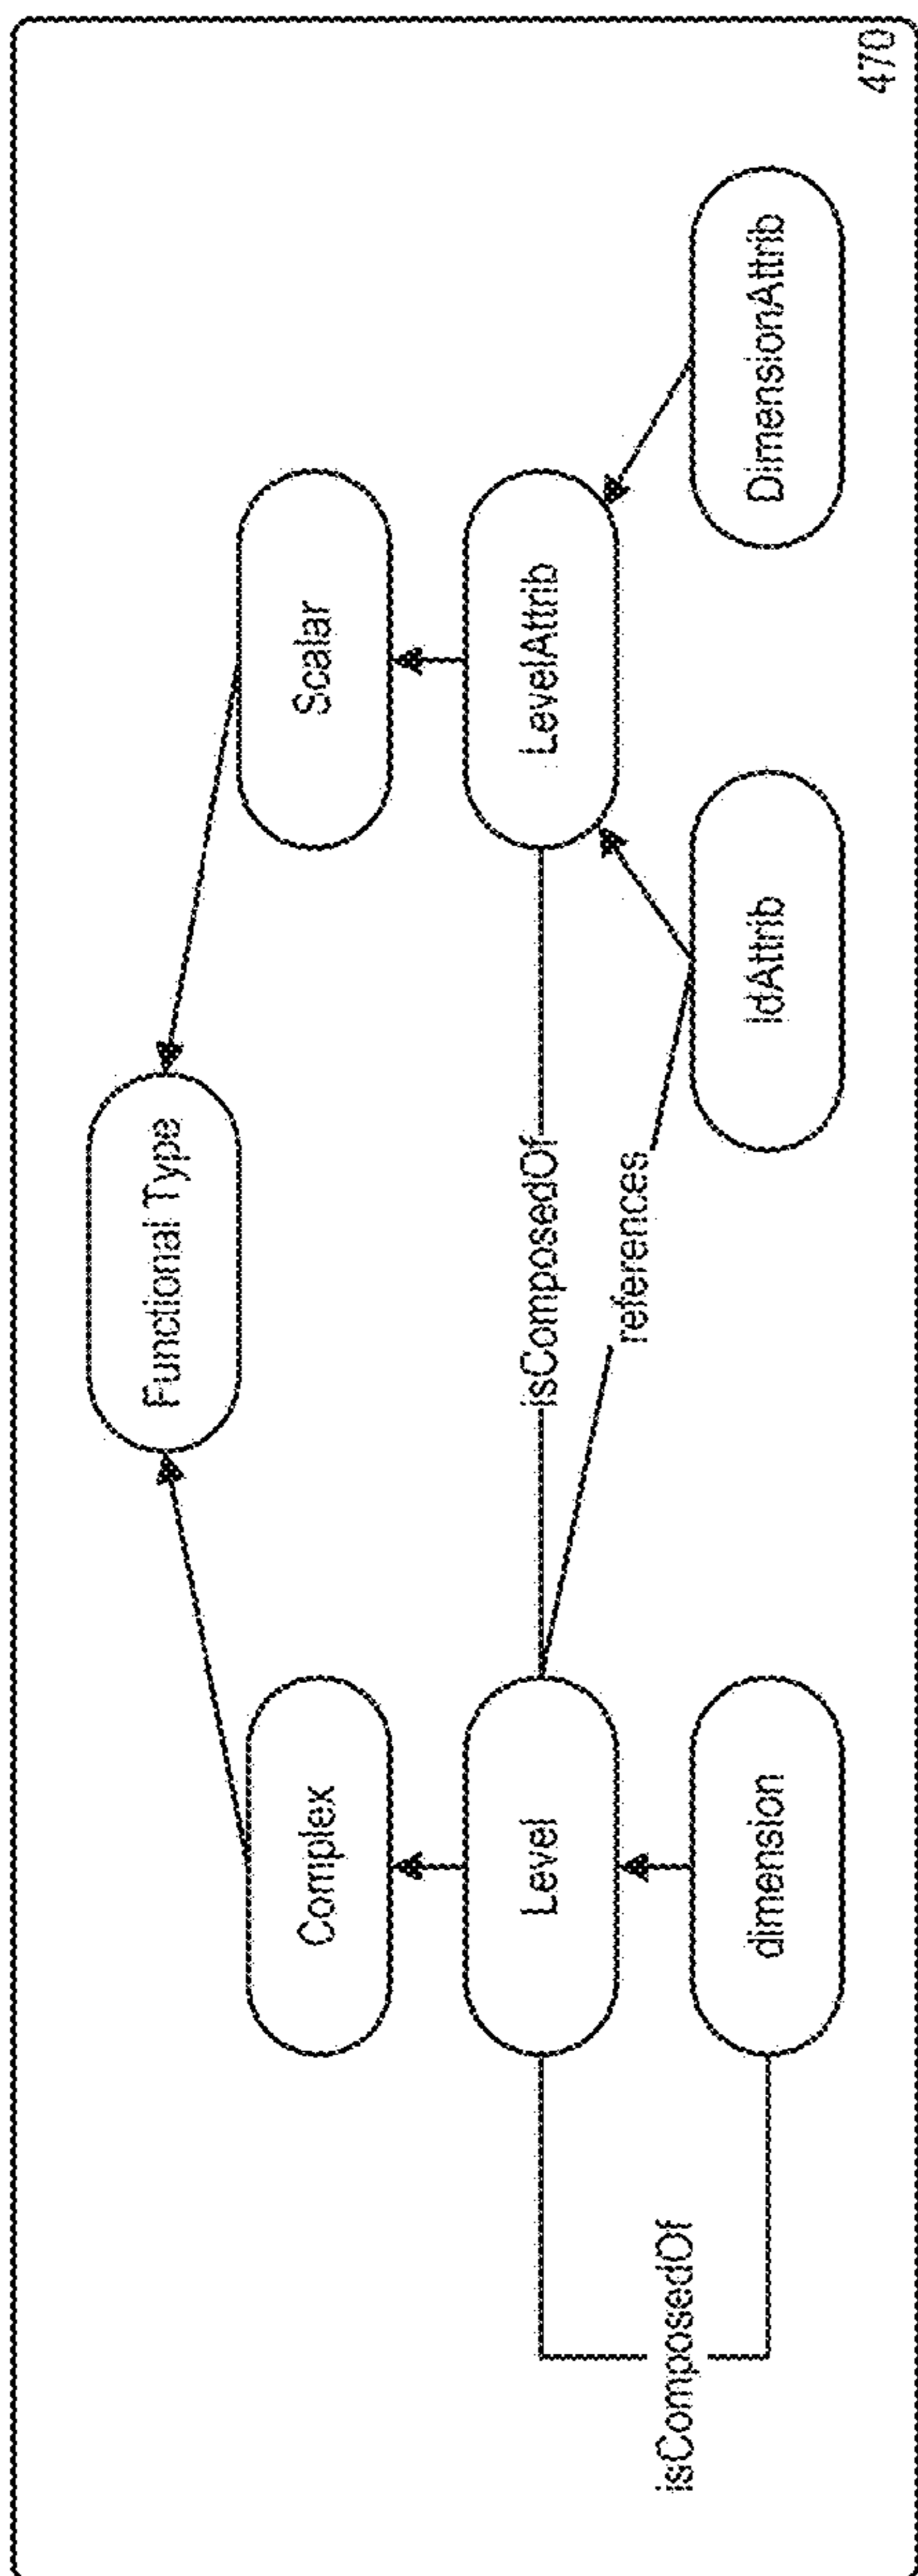 Functional Type
Complex
Scalar
Level
isComposedOf
LevelAttrib
references
isComposedOf
dimension
IdAttrib
DimensionAttrib
470